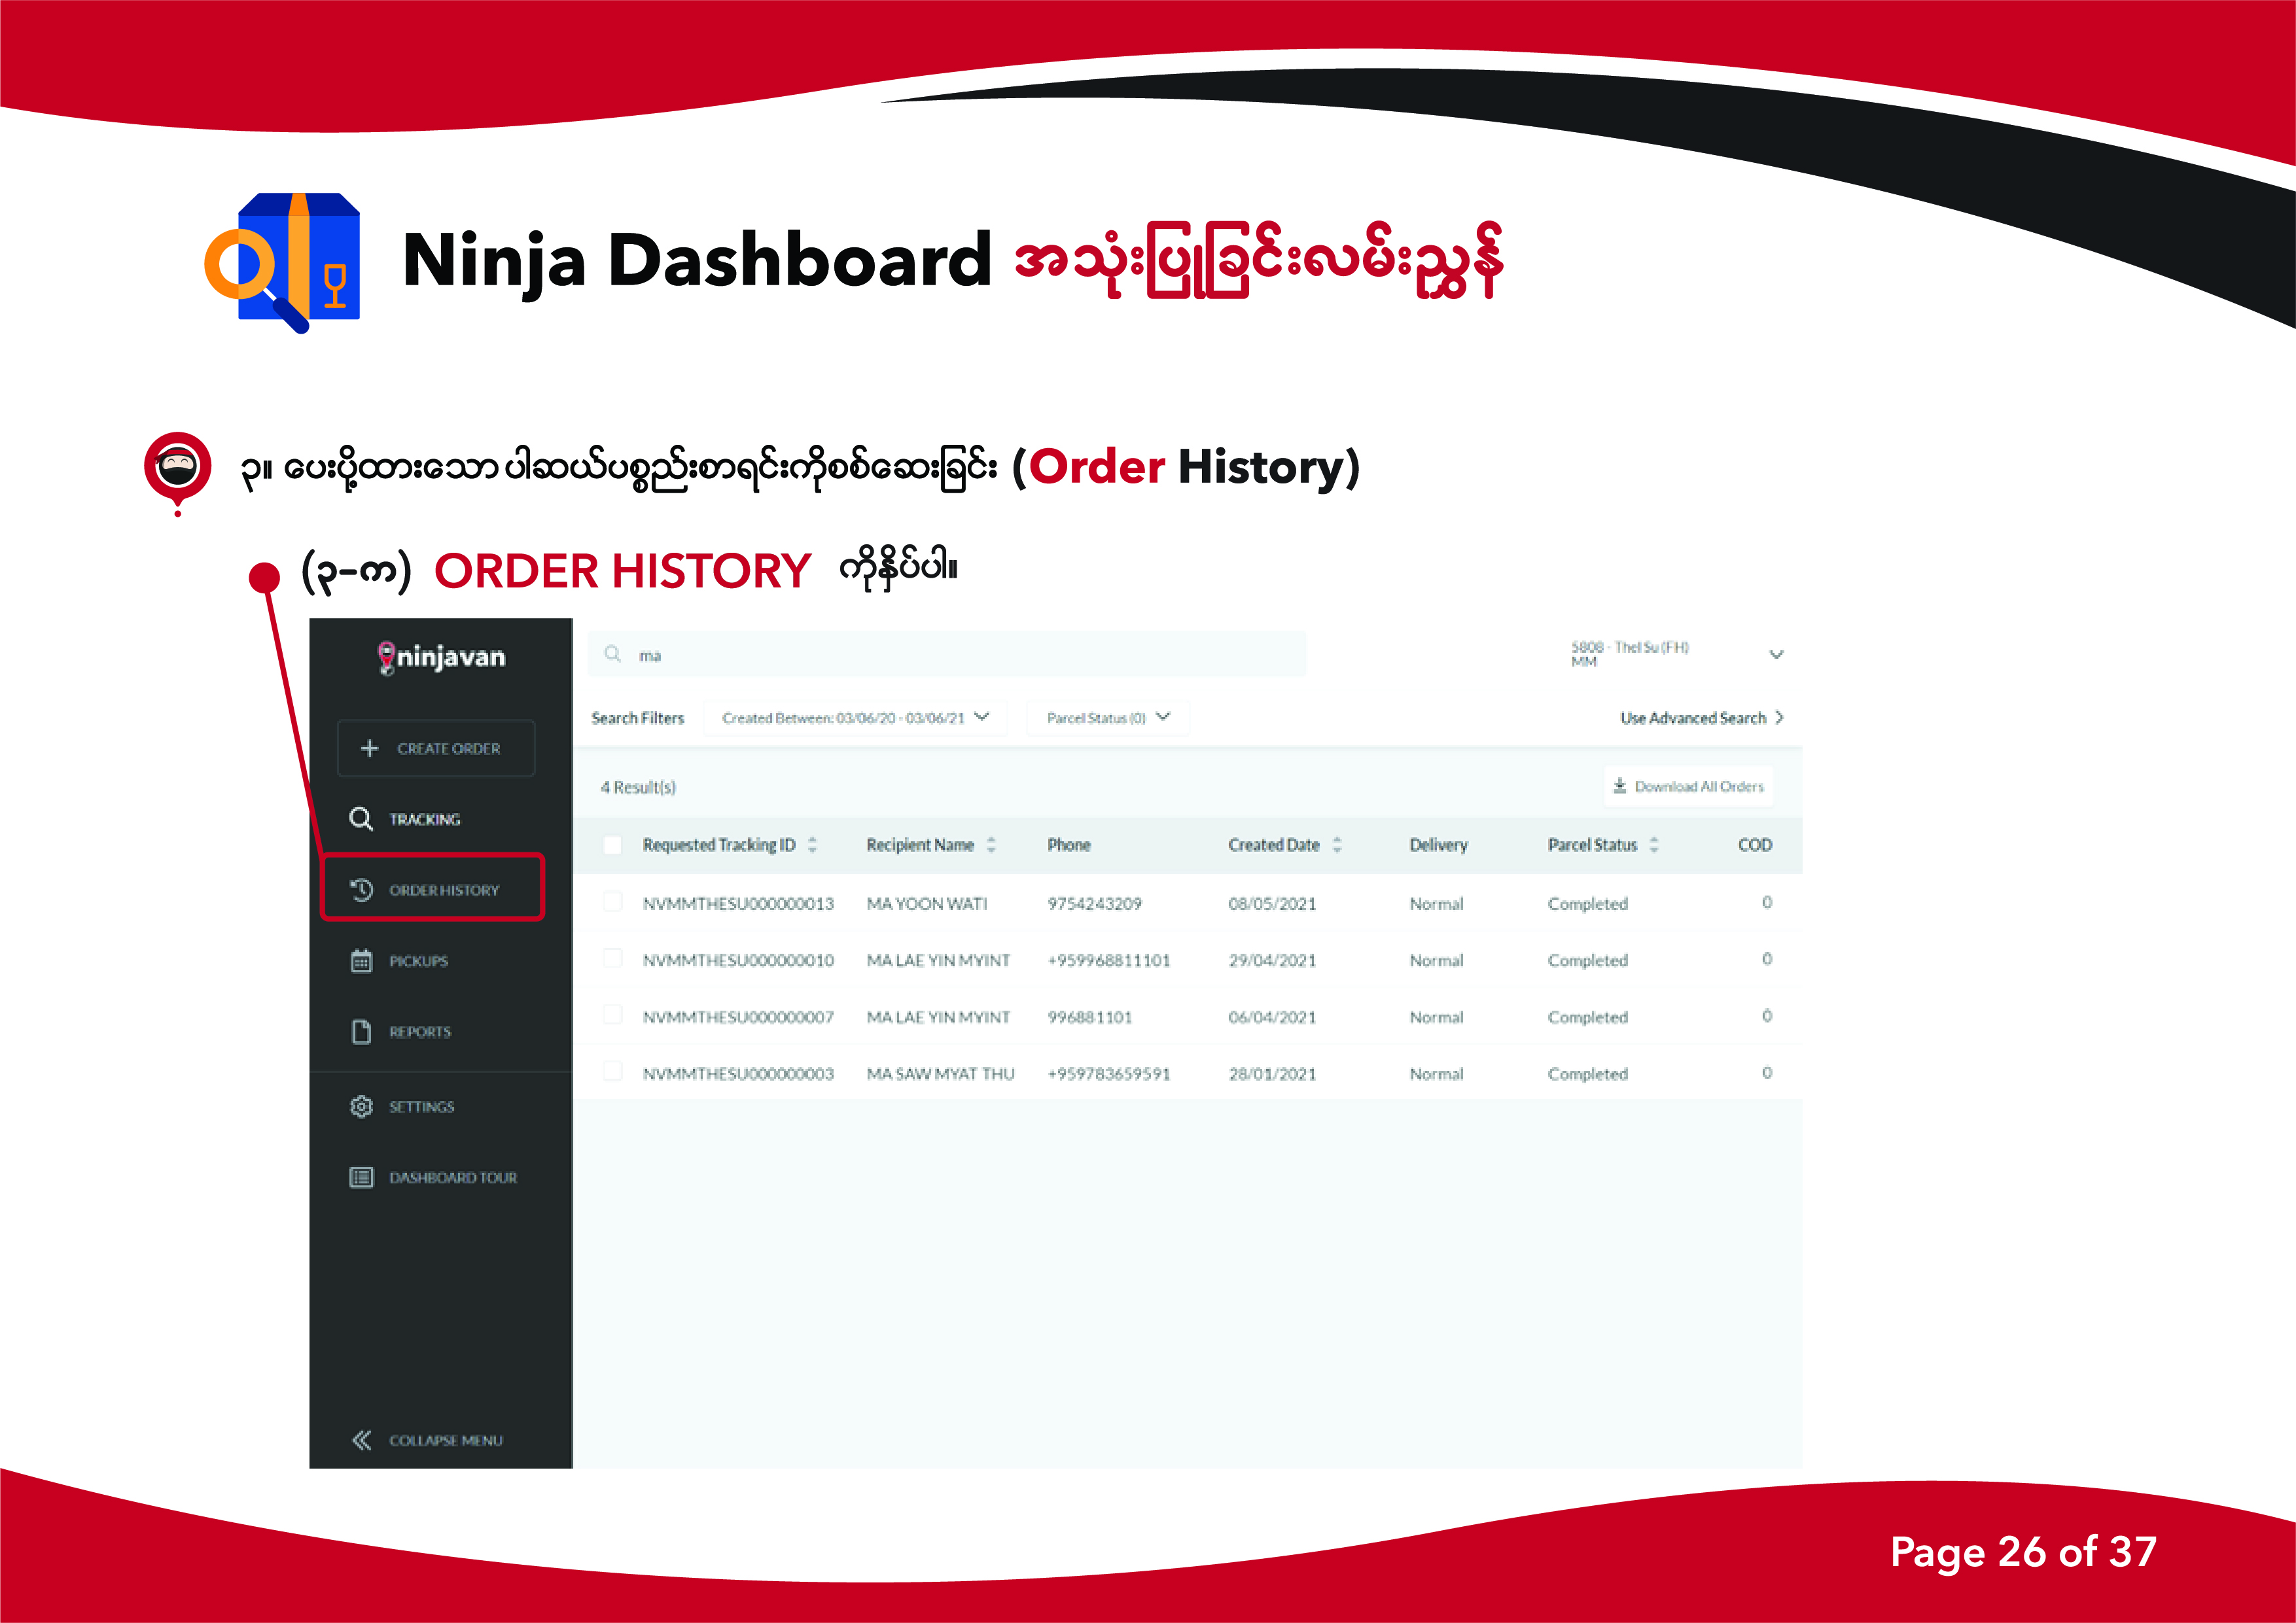 Ninja Dashboard အသုံးပြုခြင်းလမ်းညွှန်
၃။ ပေးပို့ထားသော ပါဆယ်ပစ္စည်းစာရင်းကိုစစ်ဆေးခြင်း (Order History)
(၃-က) ORDER HISTORY ကိုနှိပ်ပါ။
ninjavan
ma
5808 - Thel Su (FH)
MM
Search Filters Created Between: 03/06/20 - 03/06/21 Parcel Status (0) Use Advanced Search
CREATE ORDER
TRACKING
ORDER HISTORY
PICKUPS
REPORTS
SETTINGS
DASHBOARD TOUR
COLLAPSE MENU
4 Result(s) Download All Orders
Requested Tracking ID Recipient Name Phone Created Date Delivery Parcel Status COD
NVMMTHESU000000013 MA YOON WATI 9754243209 08/05/2021 Normal Completed 0
NVMMTHESU000000010 MA LAE YIN MYINT +959968811101 29/04/2021 Normal Completed 0
NVMMTHESU000000007 MA LAE YIN MYINT 996881101 06/04/2021 Normal Completed 0
NVMMTHESU000000003 MA SAW MYAT THU +959783659591 28/01/2021 Normal Completed 0
Page 26 of 37